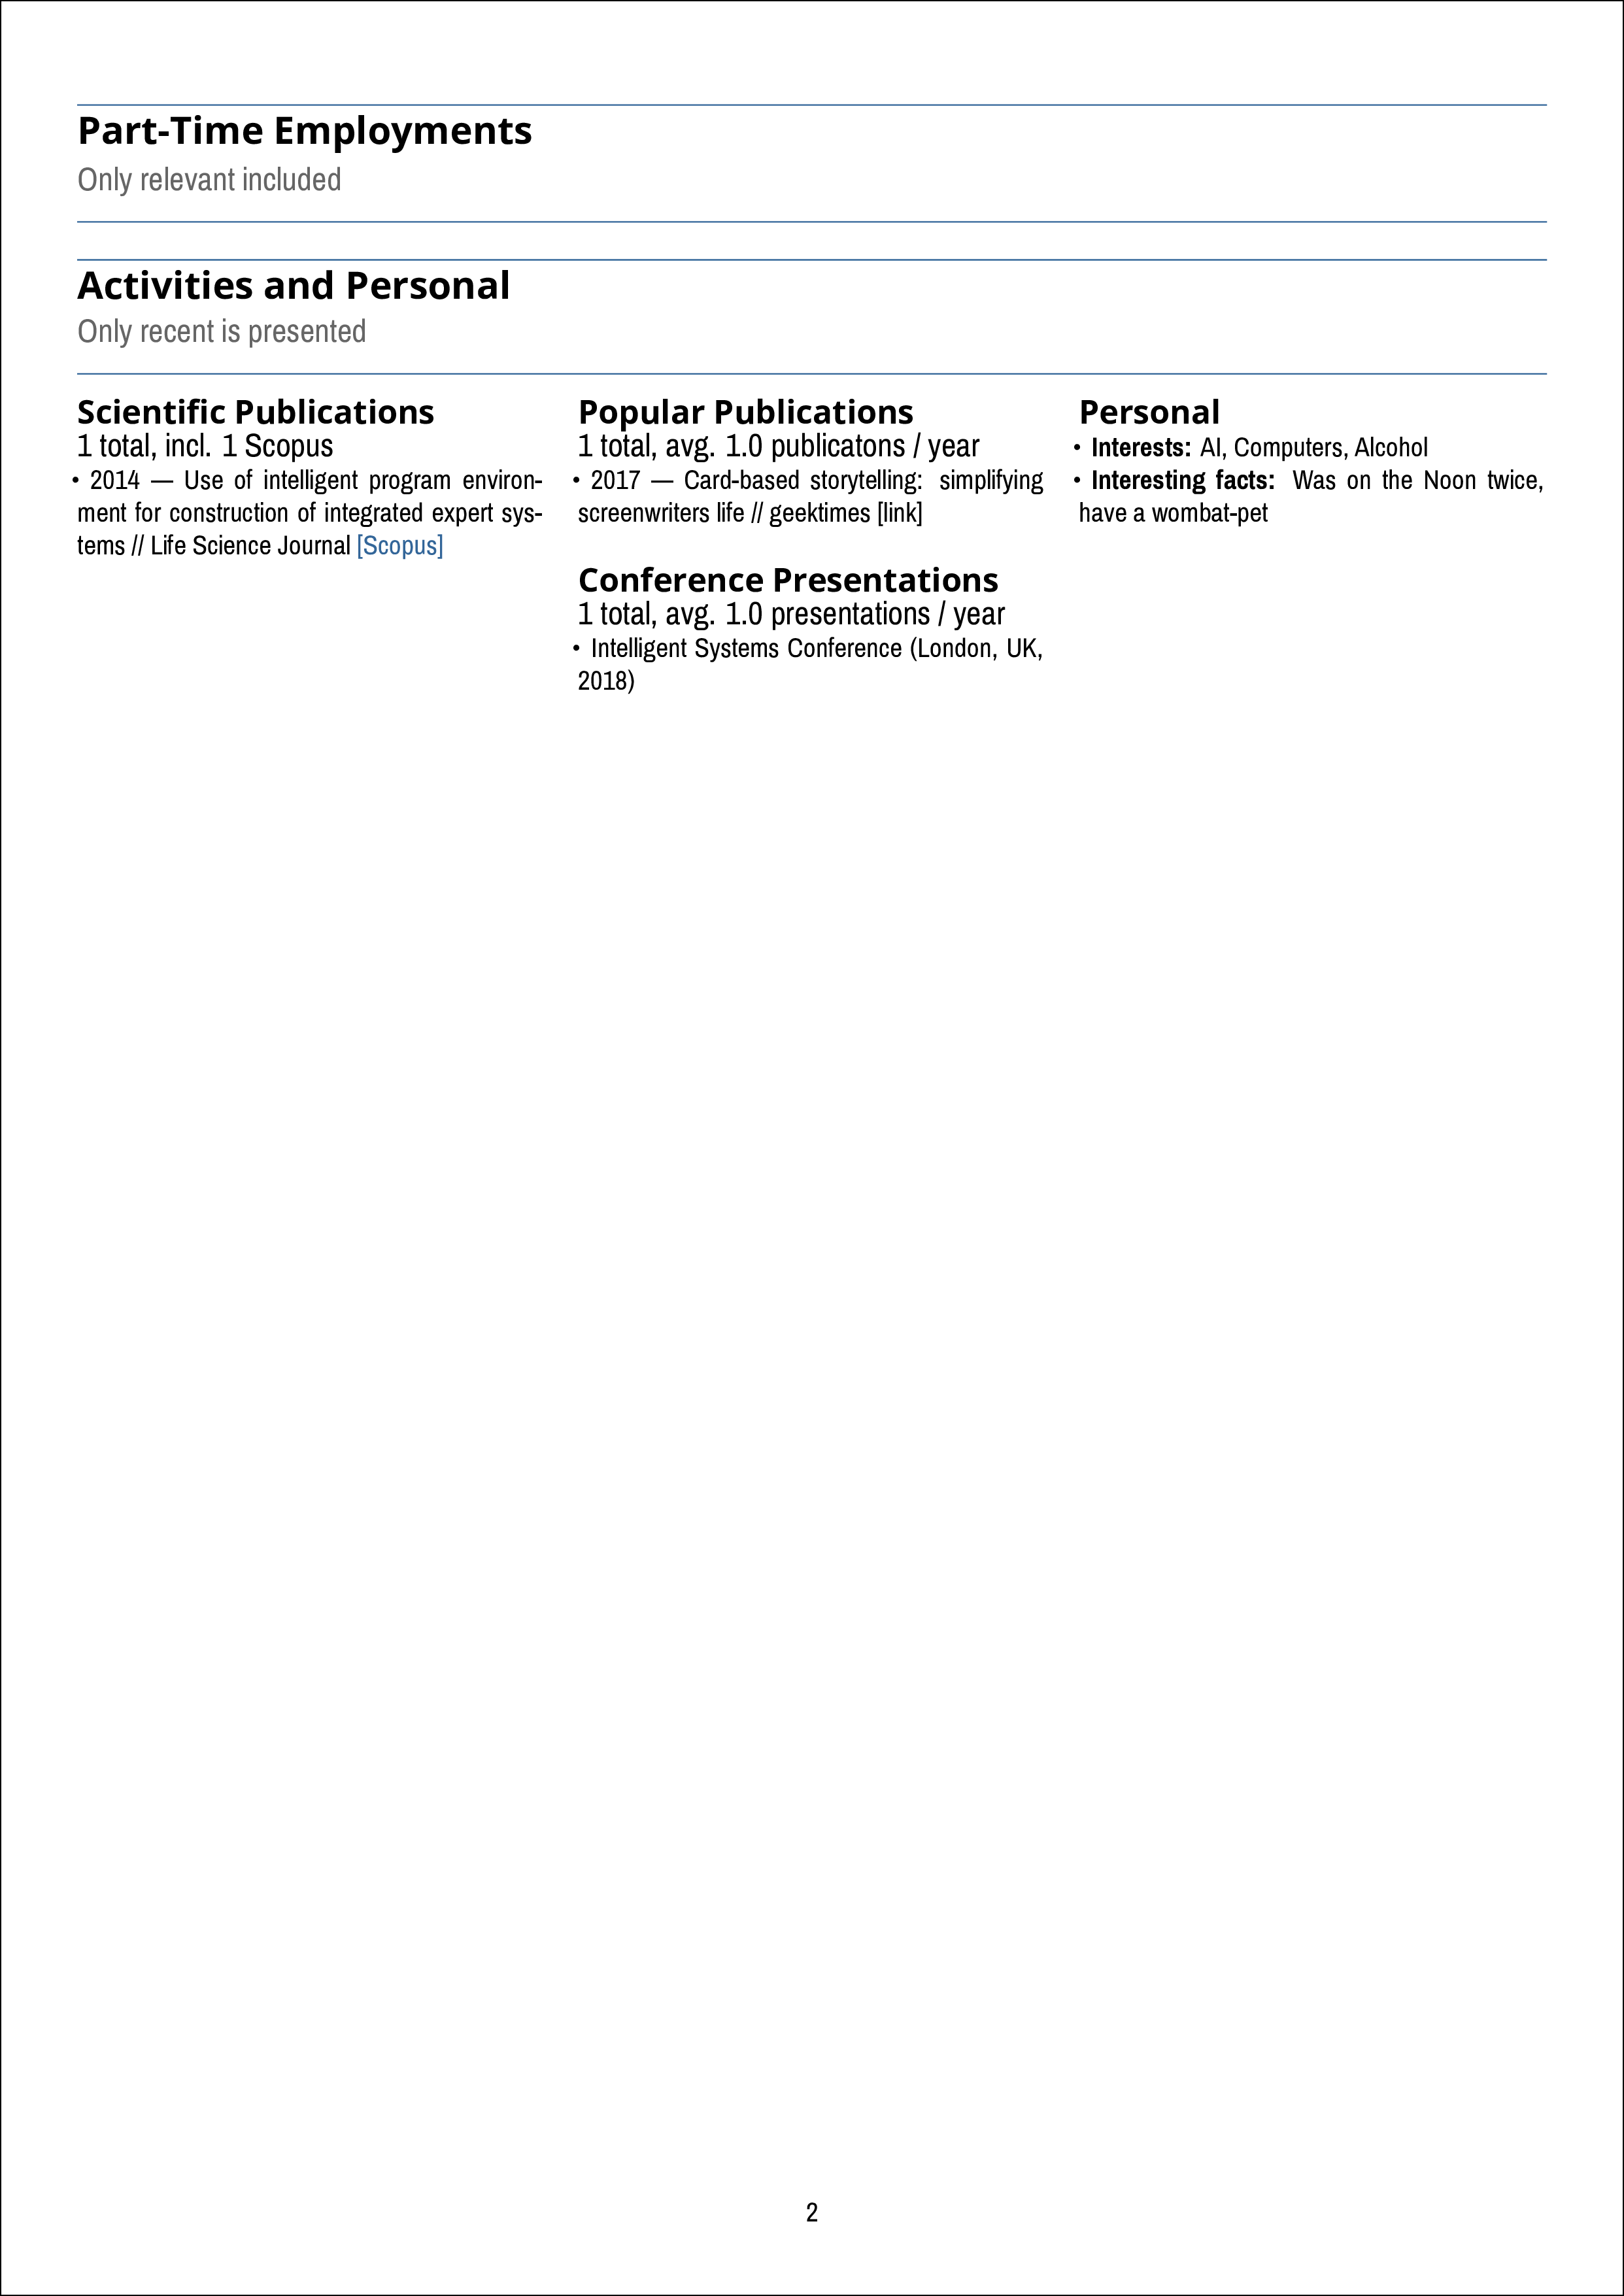 Part-Time Employments
Only relevant included
Activities and Personal
Only recent is presented
Scientific Publications
1 total, incl. 1 Scopus
• 2014 — Use of intelligent program environ-
ment for construction of integrated expert sys-
tems // Life Science Journal [Scopus]
Popular Publications
1 total, avg. 1.0 publicatons / year
• 2017 — Card-based storytelling: simplifying
screenwriters life // geektimes [link]
Conference Presentations
1 total, avg. 1.0 presentations / year
• Intelligent Systems Conference (London, UK,
2018)
Personal
• Interests: AI, Computers, Alcohol
• Interesting facts: Was on the Noon twice,
have a wombat-pet
2